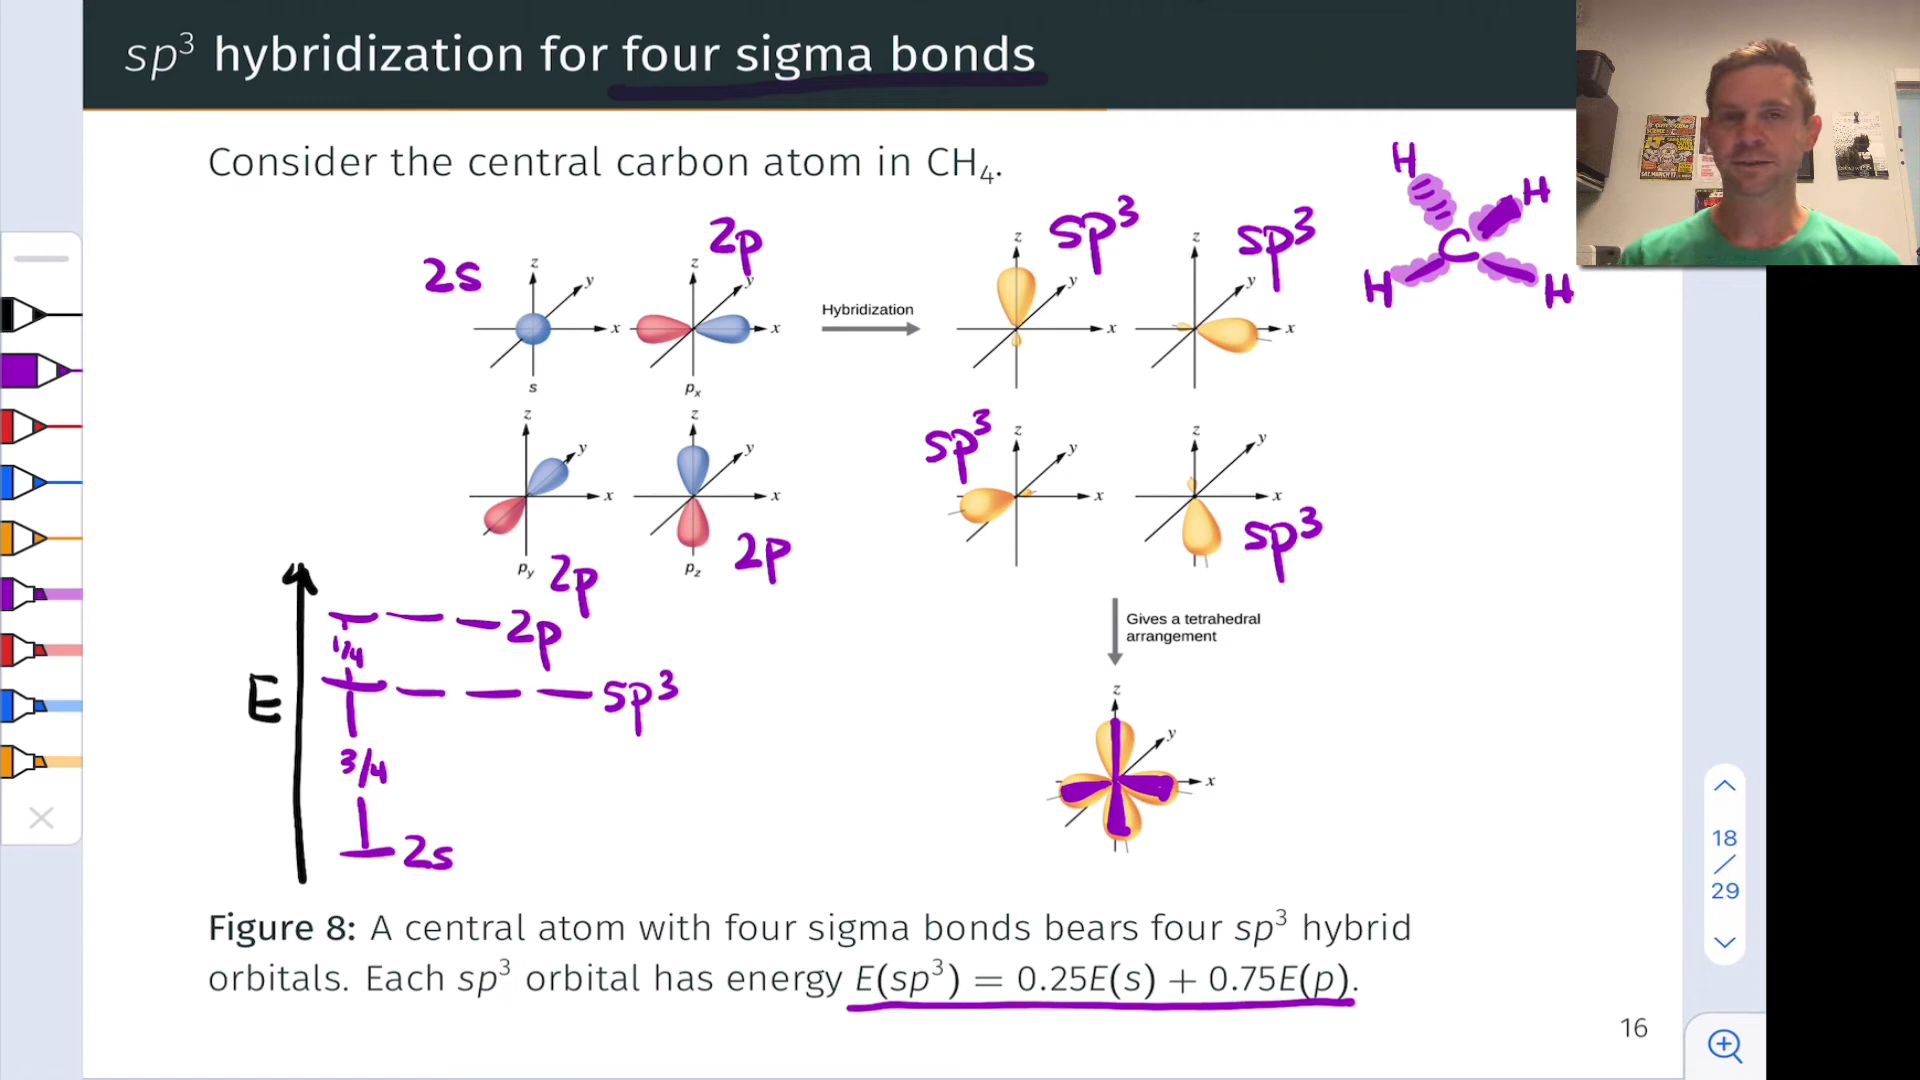 sp³ hybridization for four sigma bonds
Consider the central carbon atom in CH₄.
2s
2p
z
y
x
s
z
y
x
pₓ
Hybridization
sp³
z
y
x
sp³
z
y
x
H
H
C
H
H
z
y
x
p_y
2p
z
y
x
p_z
2p
sp³
z
y
x
z
y
x
sp³
Gives a tetrahedral
arrangement
z
y
x
E
2p
1/4
sp³
3/4
2s
Figure 8: A central atom with four sigma bonds bears four sp³ hybrid
orbitals. Each sp³ orbital has energy E(sp³) = 0.25E(s) + 0.75E(p).
16
18
/
29